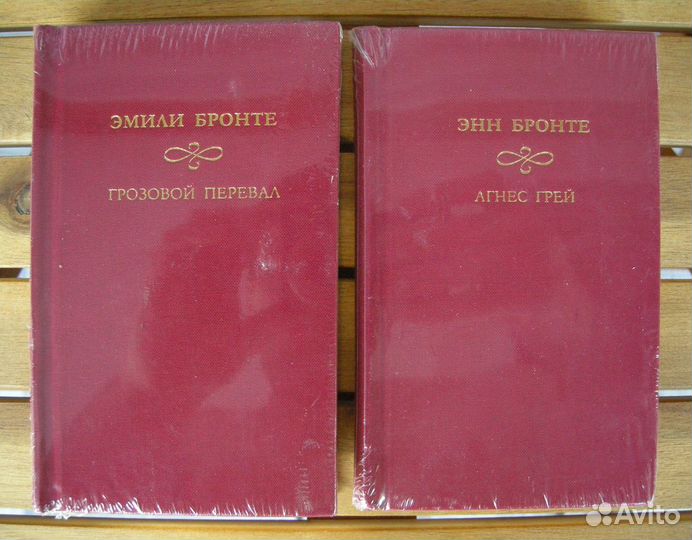 ЭМИЛИ БРОНТЕ
ГРОЗОВОЙ ПЕРЕВАЛ
ЭНН БРОНТЕ
АГНЕС ГРЕЙ
Avito